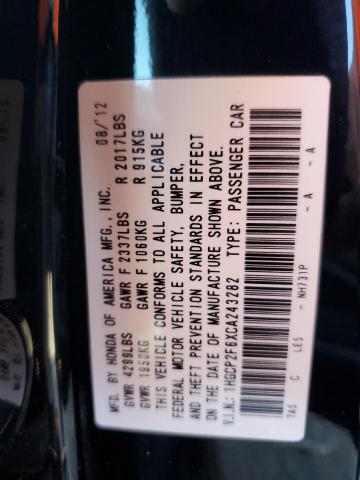 MFD. BY HONDA OF AMERICA MFG., INC. 08/'12
GVWR 4299LBS GAWR F 2337LBS R 2017LBS
GVWR 1950KG GAWR F 1060KG R 915KG
THIS VEHICLE CONFORMS TO ALL APPLICABLE
FEDERAL MOTOR VEHICLE SAFETY, BUMPER,
AND THEFT PREVENTION STANDARDS IN EFFECT
ON THE DATE OF MANUFACTURE SHOWN ABOVE.
V.I.N.: 1HGCP2F6XCA243282 TYPE: PASSENGER CAR
TA5 C LE5 NH731P - A - A